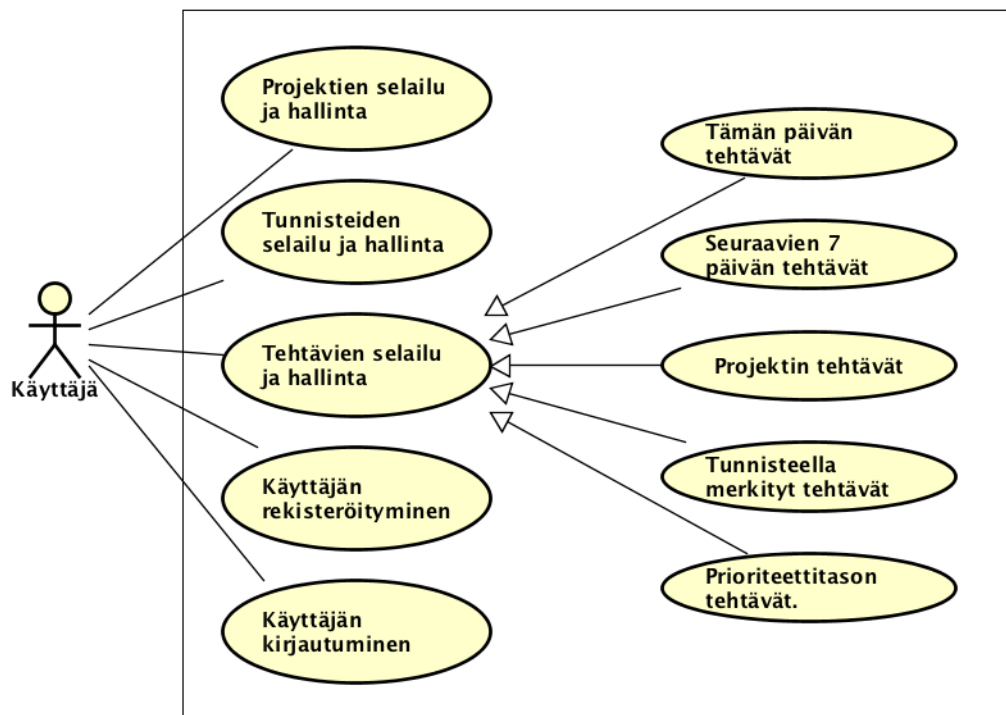 Projektien selailu
ja hallinta
Tunnisteiden
selailu ja hallinta
Tehtävien selailu
ja hallinta
Käyttäjän
rekisteröityminen
Käyttäjän
kirjautuminen
Käyttäjä
Tämän päivän
tehtävät
Seuraavien 7
päivän tehtävät
Projektin tehtävät
Tunnisteella
merkityt tehtävät
Prioriteettitason
tehtävät.